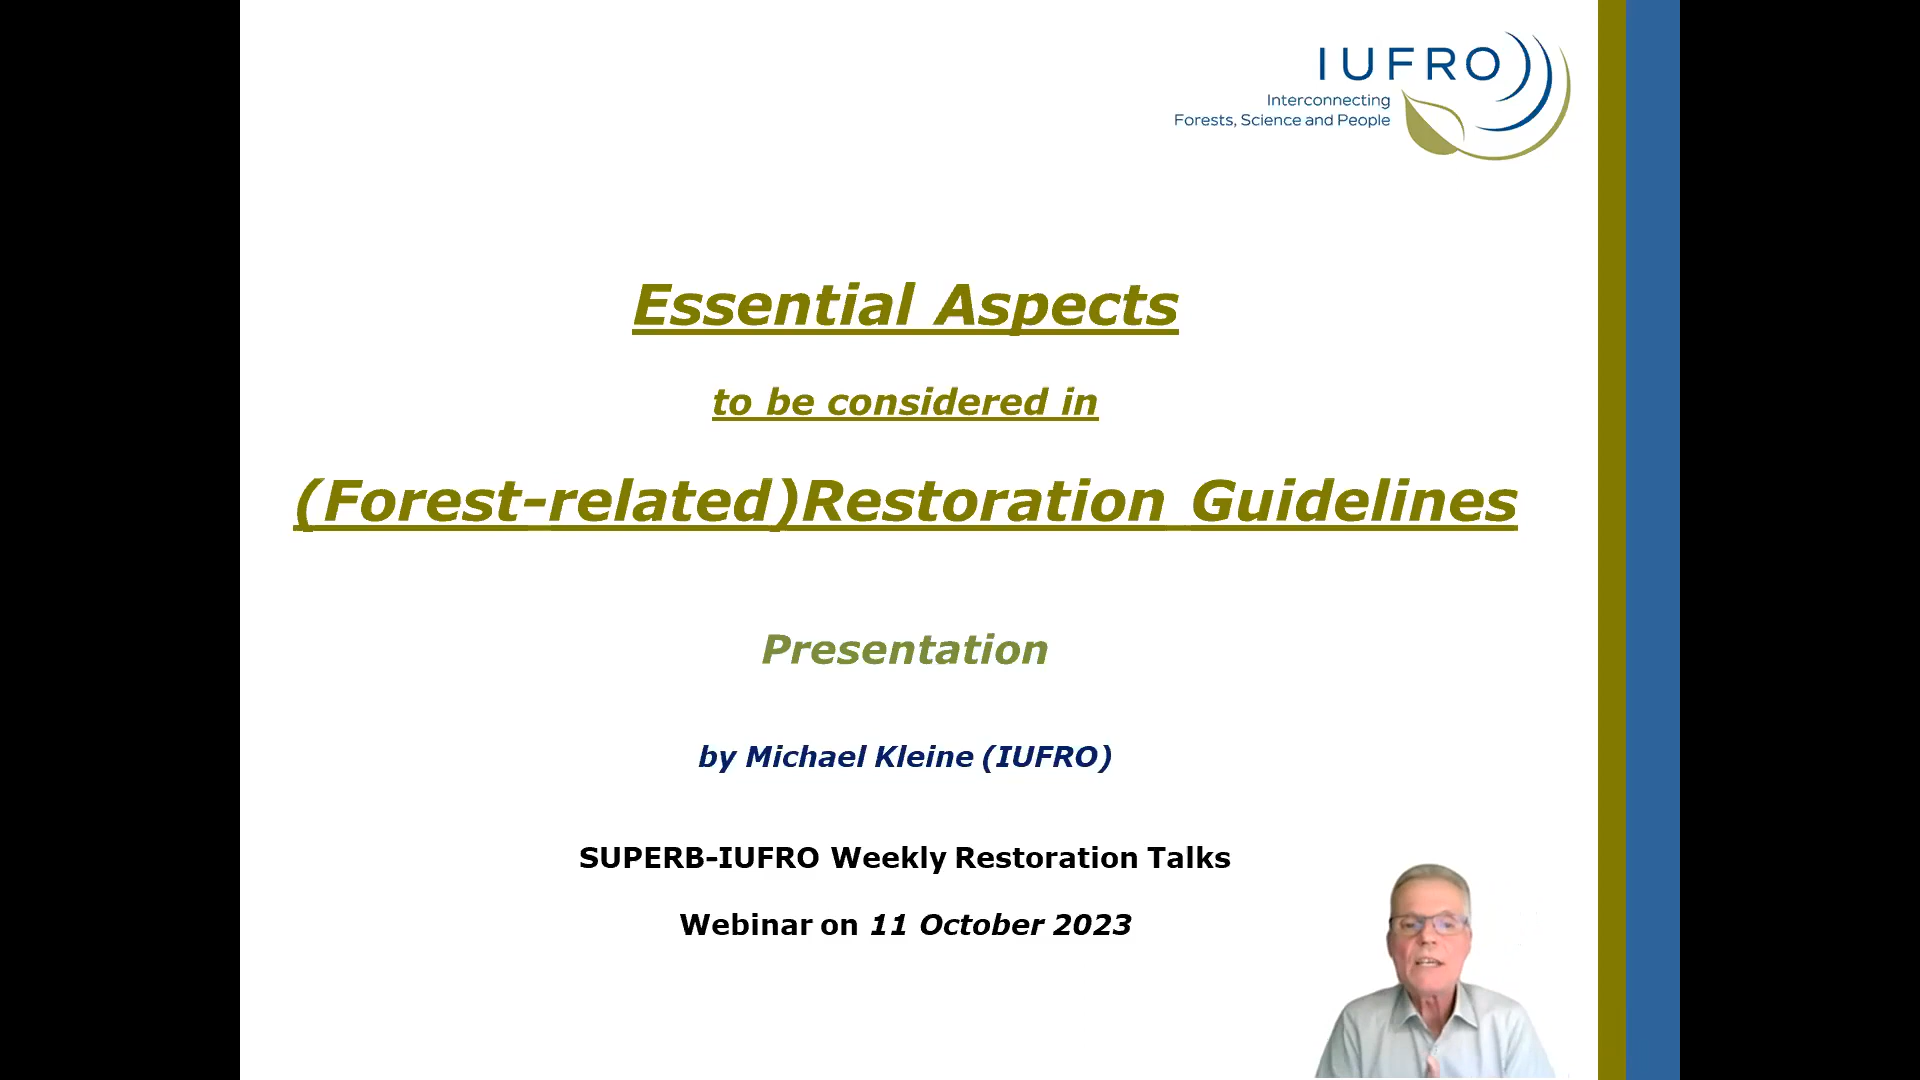 IUFRO
Interconnecting
Forests, Science and People
Essential Aspects
to be considered in
(Forest-related)Restoration Guidelines
Presentation
by Michael Kleine (IUFRO)
SUPERB-IUFRO Weekly Restoration Talks
Webinar on 11 October 2023